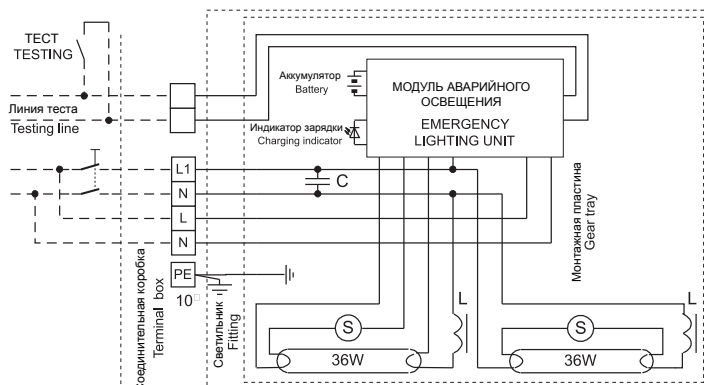 ТЕСТ
TESTING
Линия теста
Testing line
Аккумулятор
Battery
Индикатор зарядки
Charging indicator
МОДУЛЬ АВАРИЙНОГО
ОСВЕЩЕНИЯ
EMERGENCY
LIGHTING UNIT
L1
N
L
N
PE
10
C
L
L
S
S
36W
36W
Соединительная коробка
Terminal box
Светильник
Fitting
Монтажная пластина
Gear tray